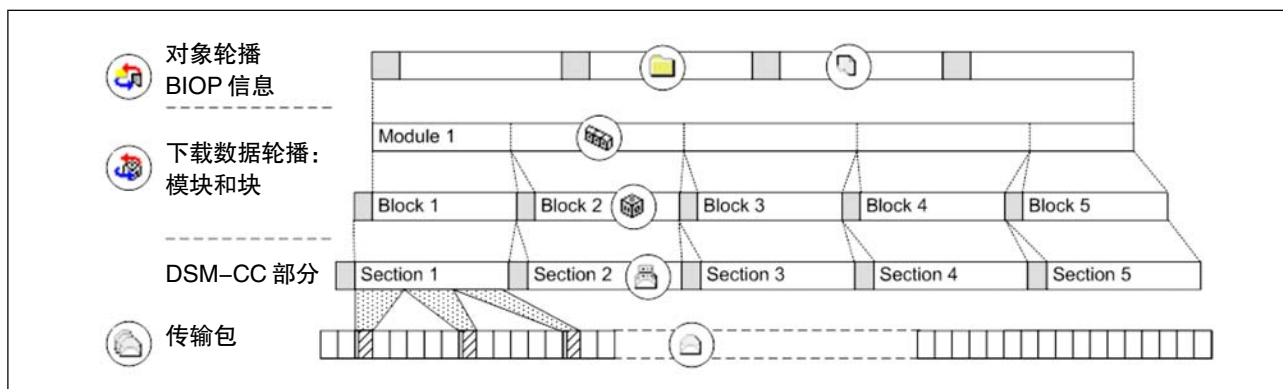 对象轮播
BIOP 信息
Module 1
下载数据轮播：
模块和块
Block 1 Block 2 Block 3 Block 4 Block 5
DSM–CC 部分
Section 1 Section 2 Section 3 Section 4 Section 5
传输包